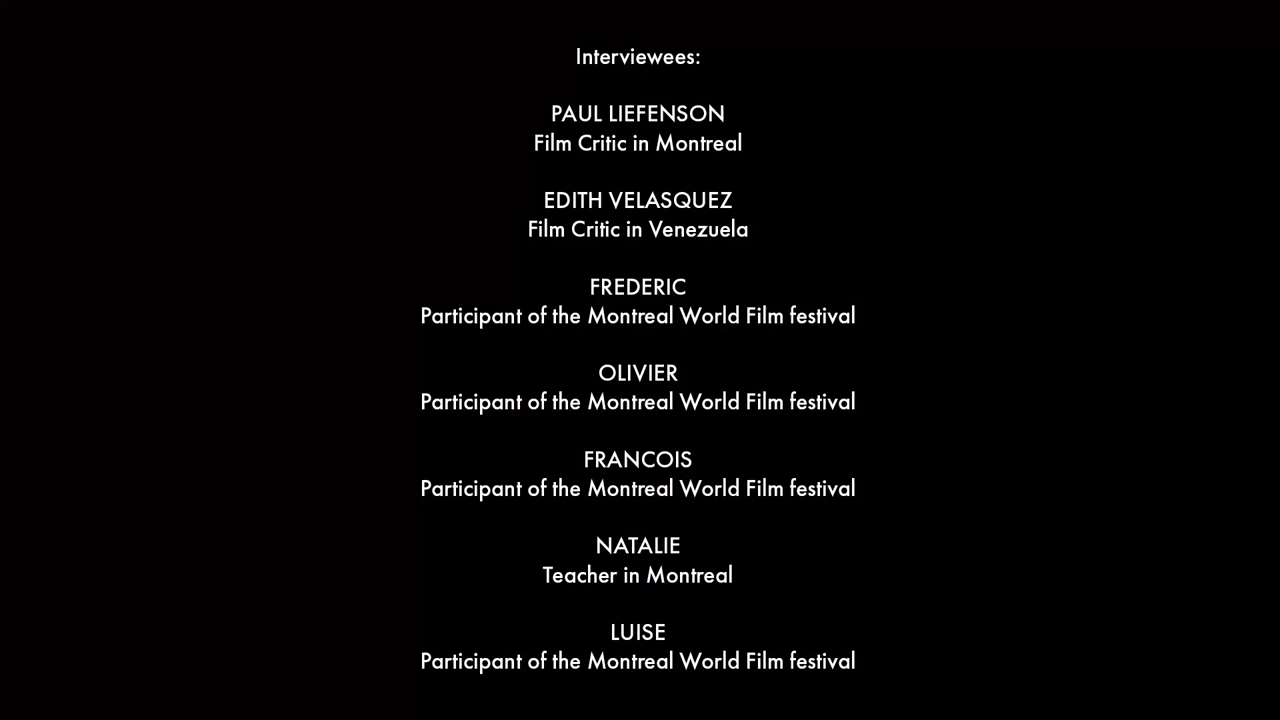 Interviewees:
PAUL LIEFENSON
Film Critic in Montreal
EDITH VELASQUEZ
Film Critic in Venezuela
FREDERIC
Participant of the Montreal World Film festival
OLIVIER
Participant of the Montreal World Film festival
FRANCOIS
Participant of the Montreal World Film festival
NATALIE
Teacher in Montreal
LUISE
Participant of the Montreal World Film festival